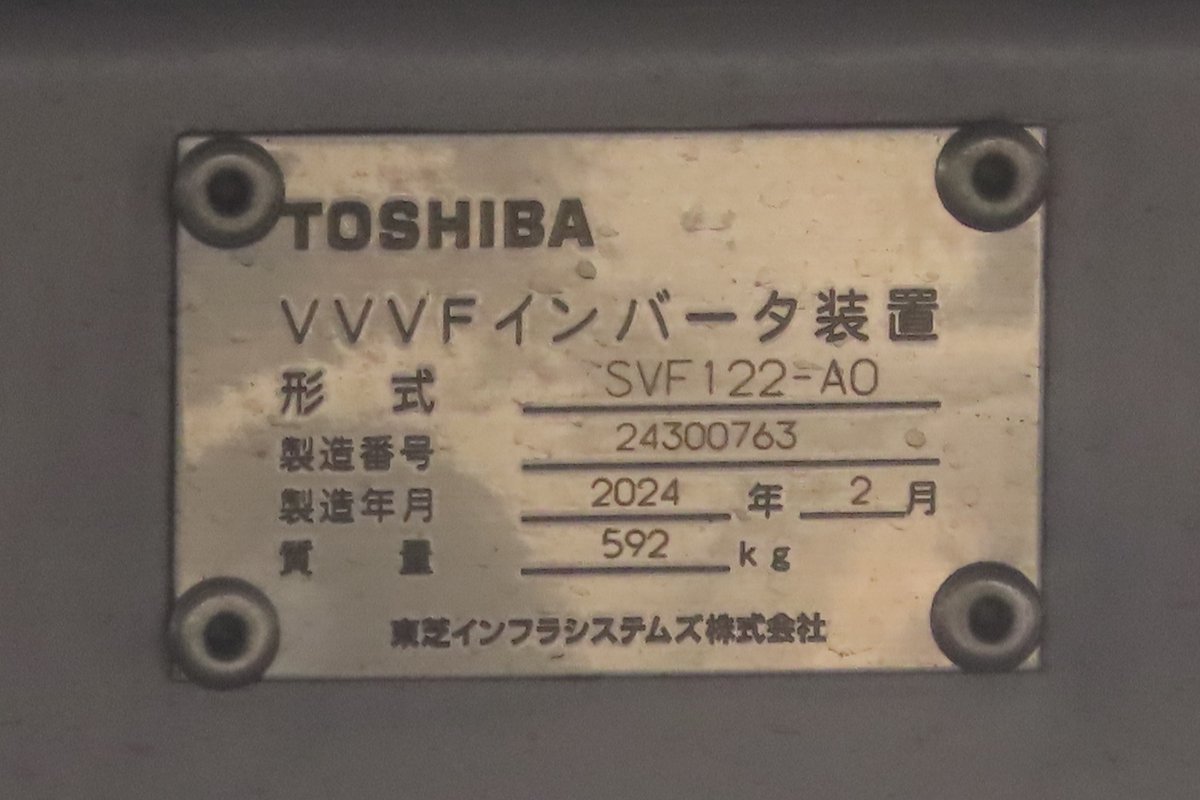 TOSHIBA
VVVFインバータ装置
形式 SVF122-A0
製造番号 24300763
製造年月 2024 年 2 月
質量 592 kg
東芝インフラシステムズ株式会社